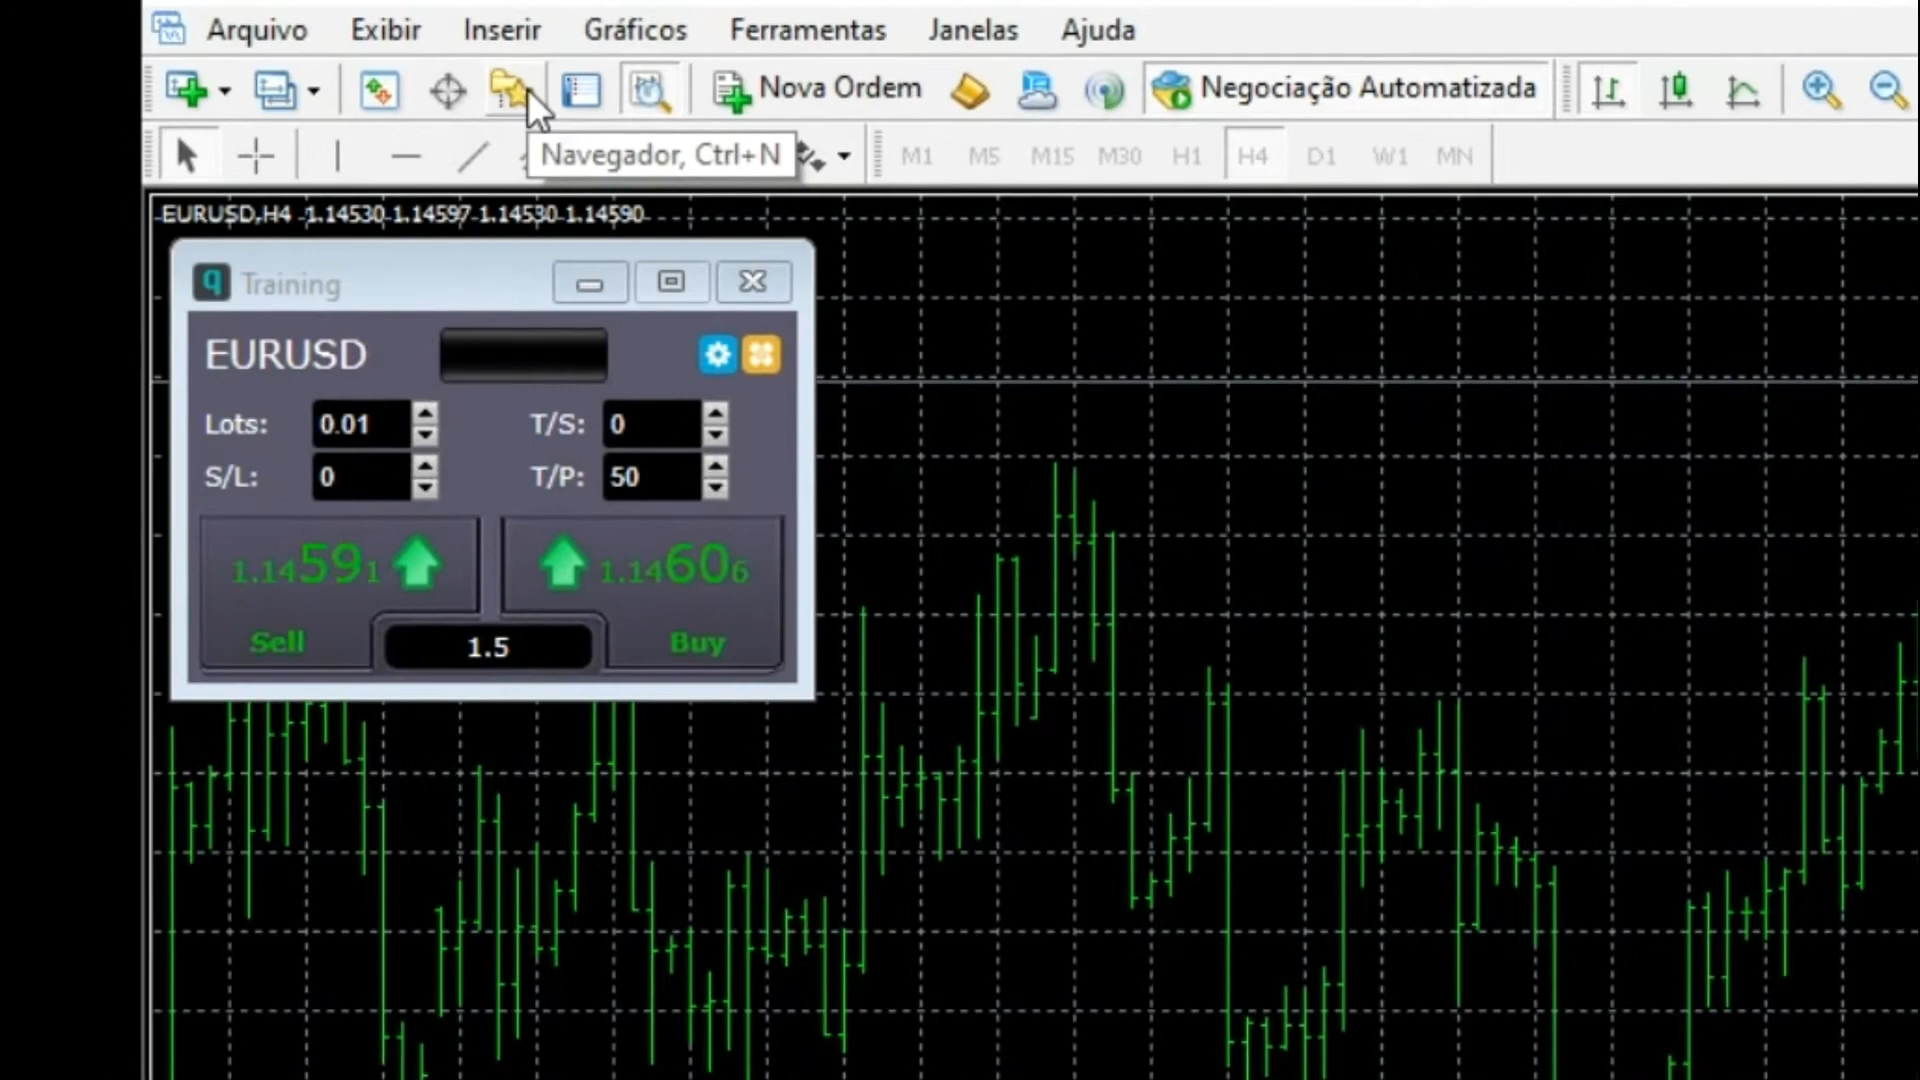 Arquivo Exibir Inserir Gráficos Ferramentas Janelas Ajuda
Nova Ordem Negociação Automatizada
Navegador, Ctrl+N
M1 M5 M15 M30 H1 H4 D1 W1 MN
EURUSD,H4 1.14530 1.14597 1.14530 1.14590
q Training
EURUSD
Lots: 0.01 T/S: 0
S/L: 0 T/P: 50
1.14591 1.14606
Sell 1.5 Buy